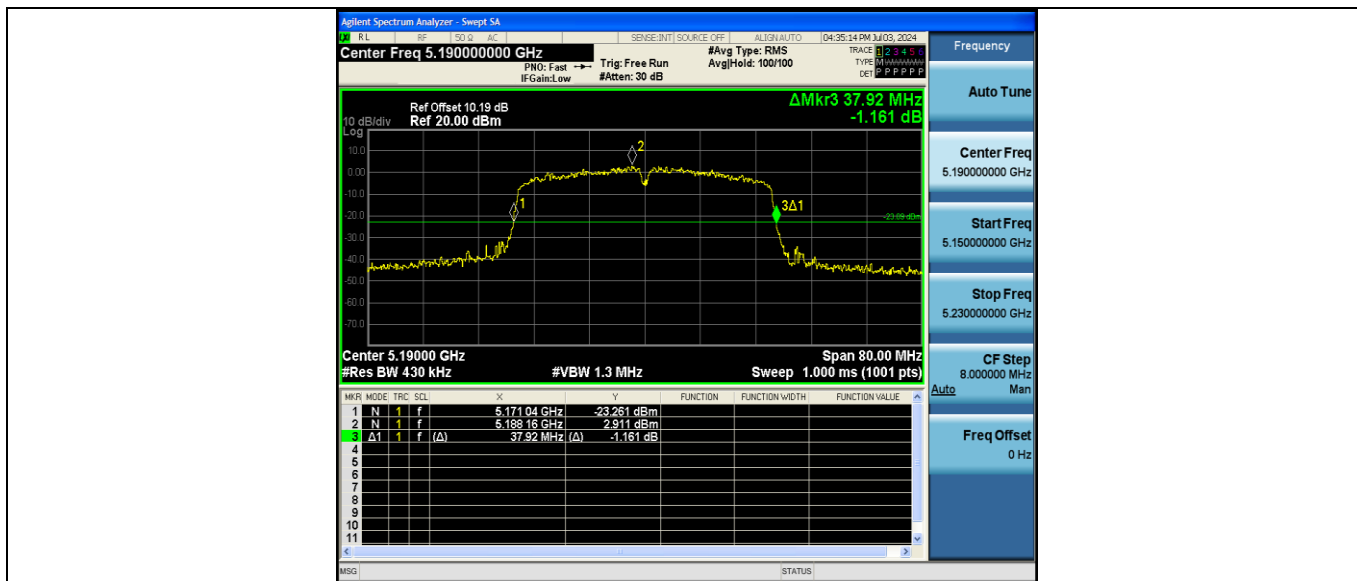 Agilent Spectrum Analyzer - Swept SA
RL RF 50 Ω AC SENSE:INT SOURCE OFF ALIGN AUTO 04:35:14 PM Jul 03, 2024
Center Freq 5.190000000 GHz
PNO: Fast
IFGain:Low
Trig: Free Run
#Atten: 30 dB
#Avg Type: RMS
Avg|Hold: 100/100
TRACE 1 2 3 4 5 6
TYPE M
DET P P P P P P
Frequency
Auto Tune
Center Freq
5.190000000 GHz
Start Freq
5.150000000 GHz
Stop Freq
5.230000000 GHz
CF Step
8.000000 MHz
Auto Man
Freq Offset
0 Hz
ΔMkr3 37.92 MHz
-1.161 dB
Ref Offset 10.19 dB
10 dB/div Ref 20.00 dBm
Log
10.0
0.00
-10.0
-20.0
-30.0
-40.0
-50.0
-60.0
-70.0
1
2
3Δ1
-23.09 dBm
Center 5.19000 GHz Span 80.00 MHz
#Res BW 430 kHz #VBW 1.3 MHz Sweep 1.000 ms (1001 pts)
MKR MODE TRC SCL X Y FUNCTION FUNCTION WIDTH FUNCTION VALUE
1 N 1 f 5.171 04 GHz -23.261 dBm
2 N 1 f 5.188 16 GHz 2.911 dBm
3 Δ1 1 f (Δ) 37.92 MHz (Δ) -1.161 dB
4
5
6
7
8
9
10
11
MSG STATUS